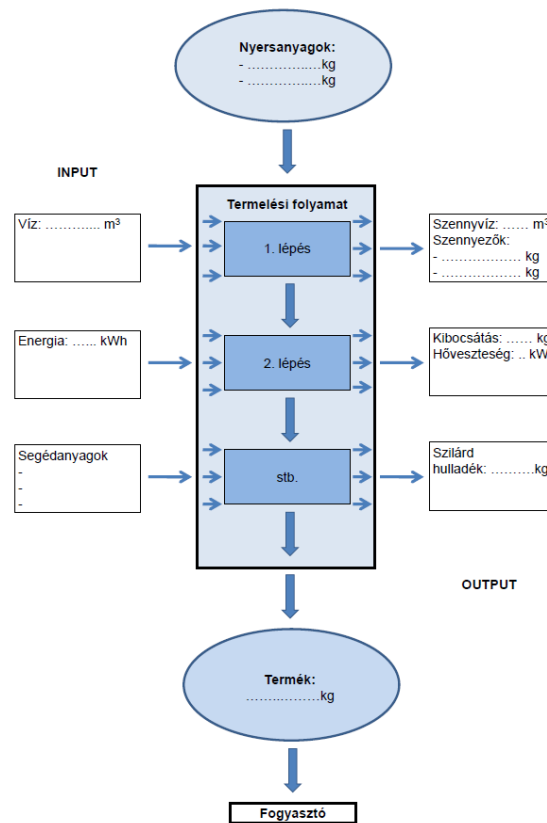 Nyersanyagok:
- …………..…kg
- …………..…kg
INPUT
Termelési folyamat
Víz: ………... m³
1. lépés
Szennyvíz: …… m³
Szennyezők:
- ……………… kg
- ……………… kg
Energia: …... kWh
2. lépés
Kibocsátás: …… kg
Hőveszteség: .. kW
Segédanyagok
-
-
-
stb.
Szilárd
hulladék: ……….kg
OUTPUT
Termék:
……..………kg
Fogyasztó